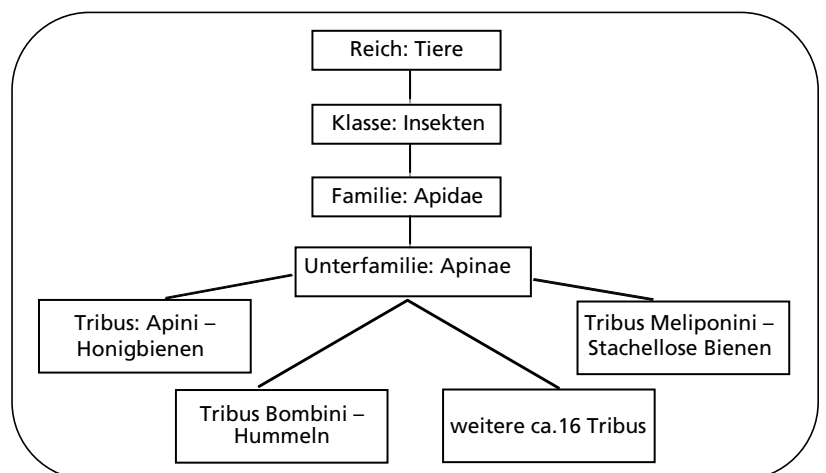 Reich: Tiere
Klasse: Insekten
Familie: Apidae
Unterfamilie: Apinae
Tribus: Apini –
Honigbienen
Tribus Meliponini –
Stachellose Bienen
Tribus Bombini –
Hummeln
weitere ca.16 Tribus